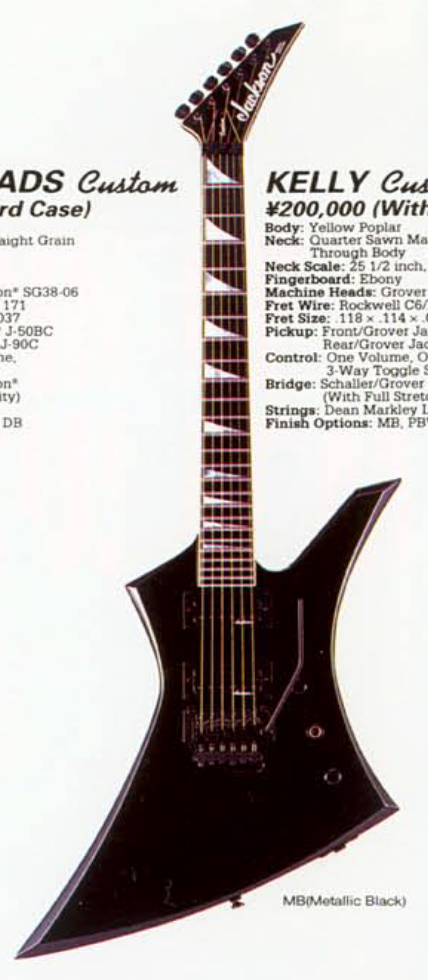 Jackson
ADS Custom
rd Case)
aight Grain
on® SG38-06
171
037
J-50BC
J-90C
ne,
on®
ity)
DB
KELLY Cus
¥200,000 (With
Body: Yellow Poplar
Neck: Quarter Sawn Ma
Through Body
Neck Scale: 25 1/2 inch,
Fingerboard: Ebony
Machine Heads: Grover
Fret Wire: Rockwell C6/
Fret Size: .118 × .114 × .0
Pickup: Front/Grover Ja
Rear/Grover Jac
Control: One Volume, O
3-Way Toggle S
Bridge: Schaller/Grover
(With Full Stretc
Strings: Dean Markley L
Finish Options: MB, PB
MB(Metallic Black)